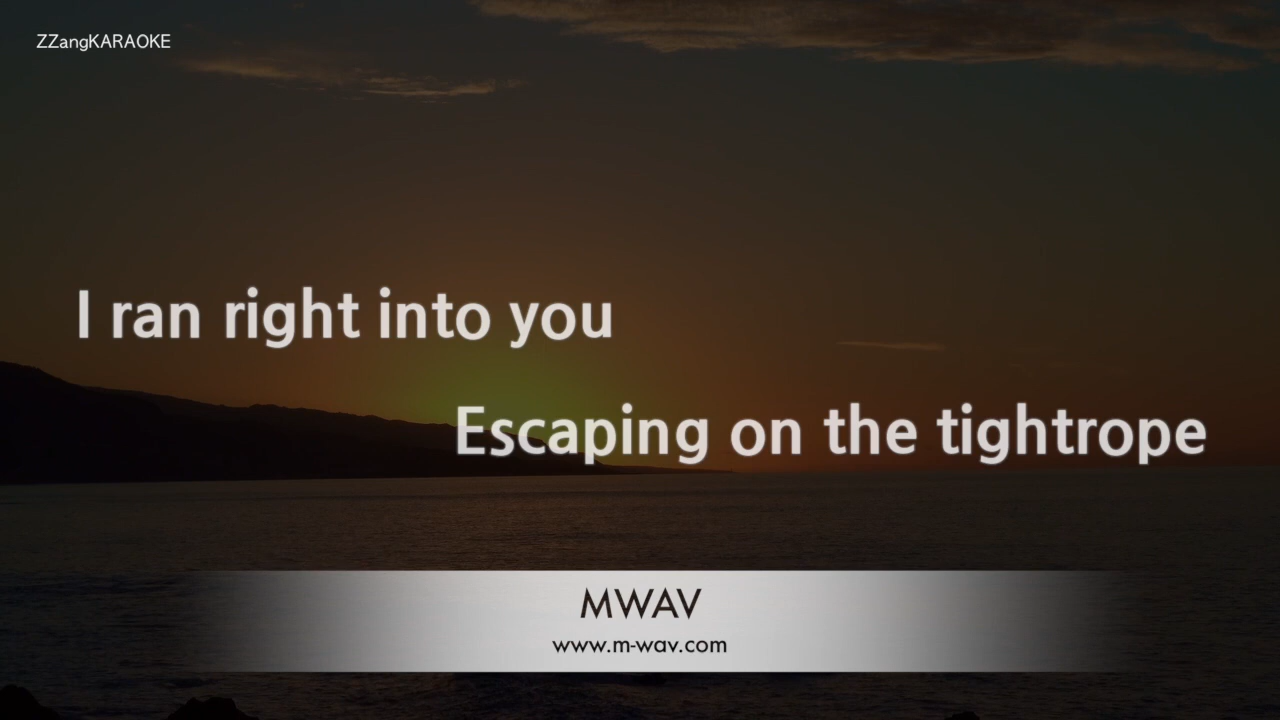 ZZangKARAOKE
I ran right into you
Escaping on the tightrope
MWAV
www.m-wav.com